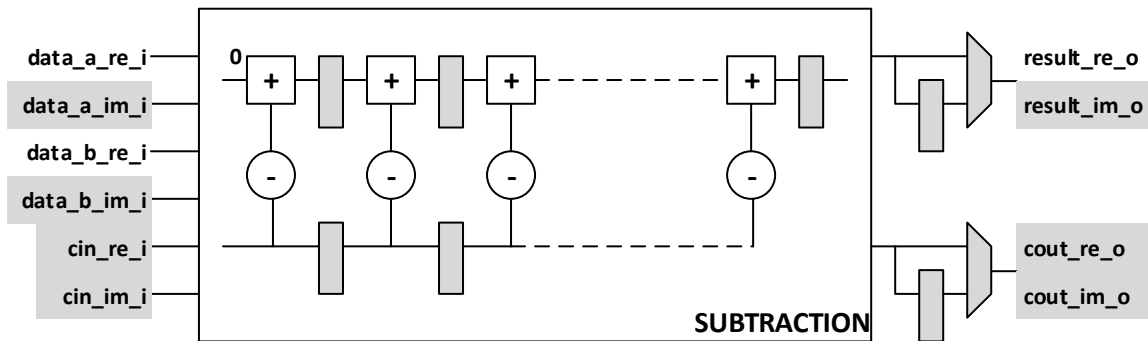 data_a_re_i
data_a_im_i
data_b_re_i
data_b_im_i
cin_re_i
cin_im_i
0
+ + + +
- - - -
SUBTRACTION
result_re_o
result_im_o
cout_re_o
cout_im_o